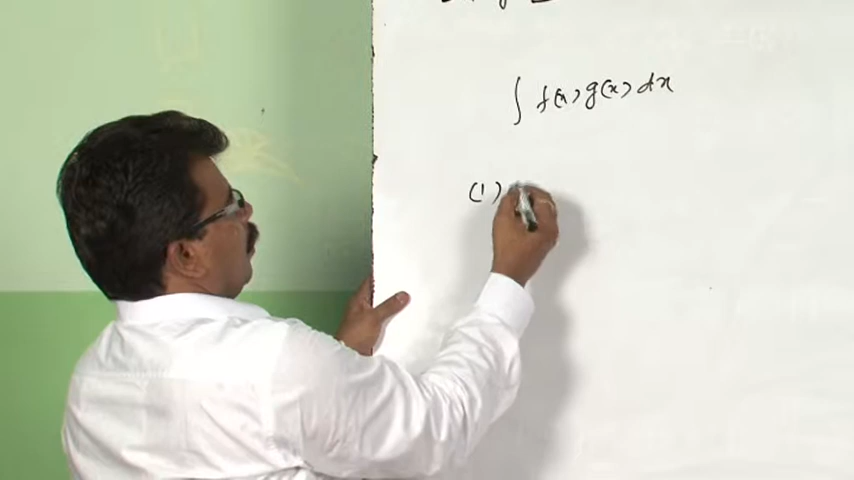 ∫ f(x) g(x) dx
(1)